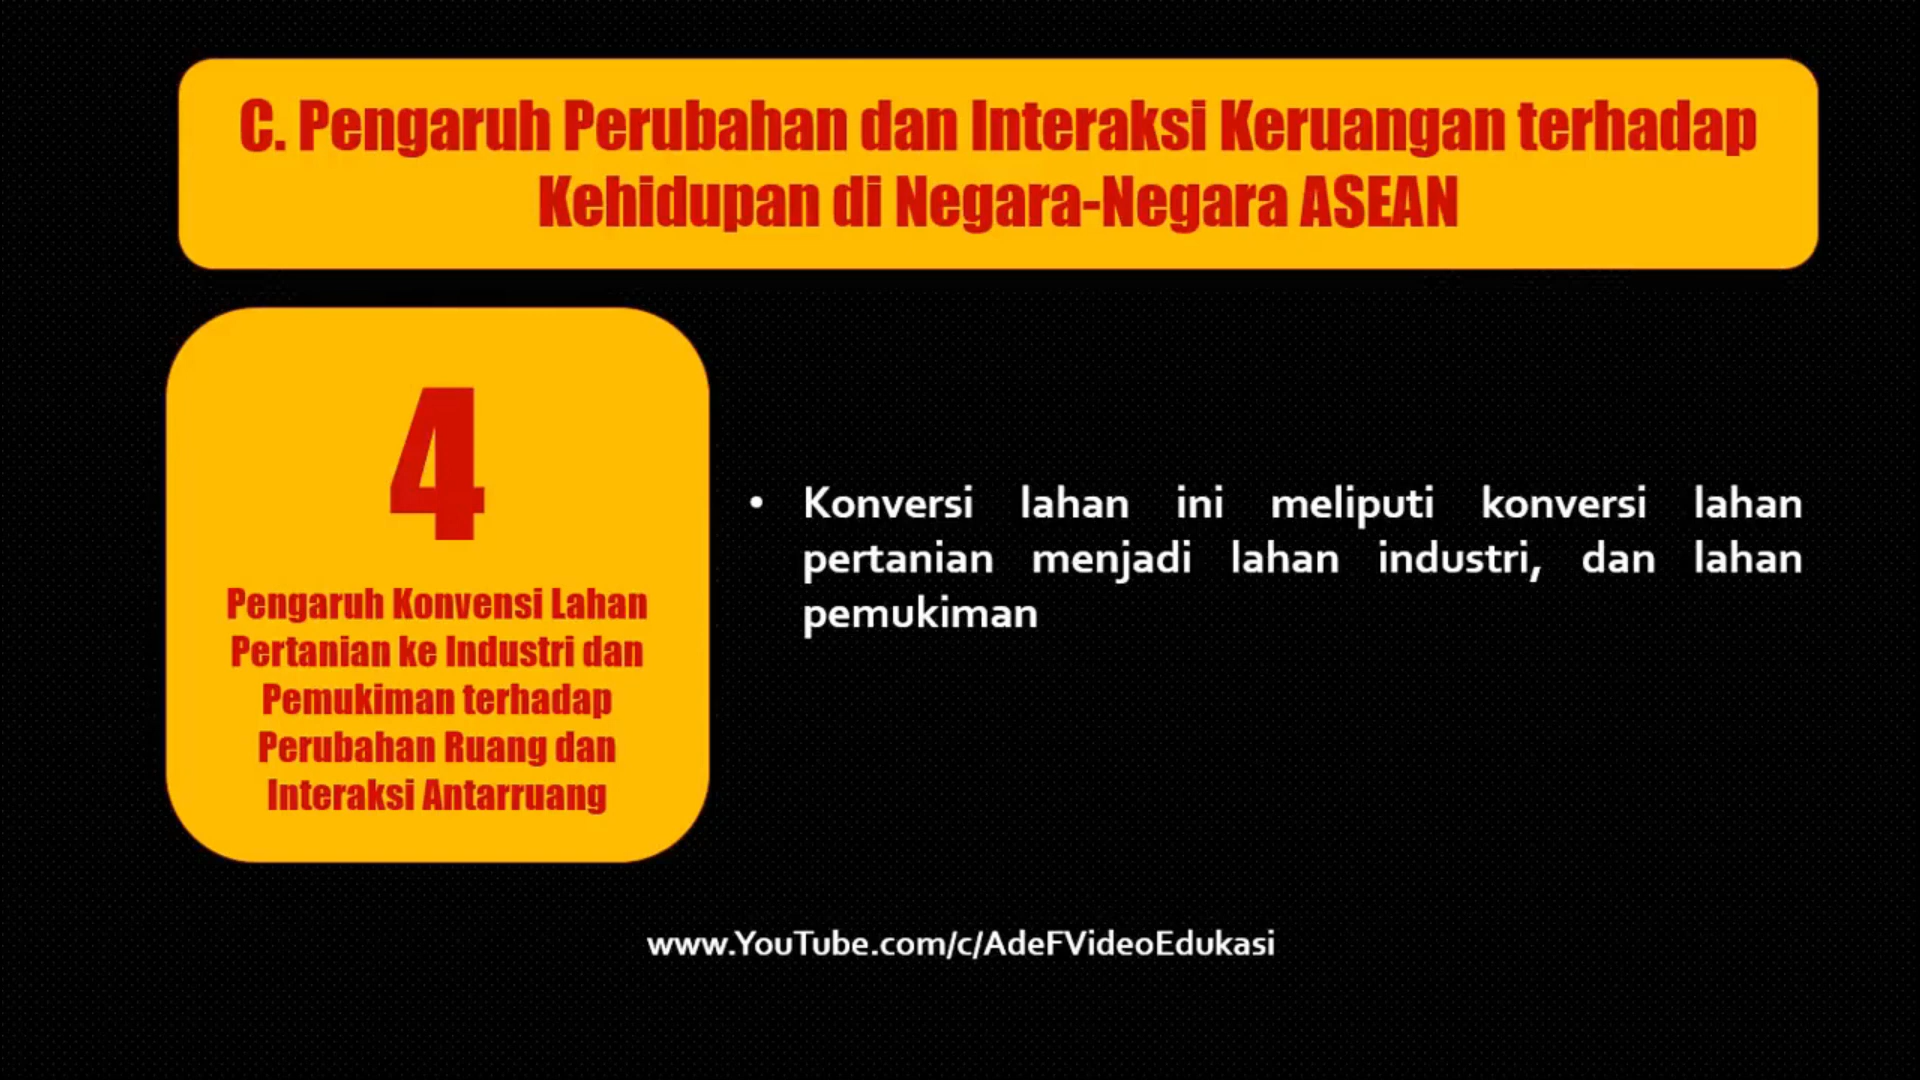 C. Pengaruh Perubahan dan Interaksi Keruangan terhadap
Kehidupan di Negara-Negara ASEAN
4
Pengaruh Konvensi Lahan
Pertanian ke Industri dan
Pemukiman terhadap
Perubahan Ruang dan
Interaksi Antarruang
• Konversi lahan ini meliputi konversi lahan
pertanian menjadi lahan industri, dan lahan
pemukiman
www.YouTube.com/c/AdeFVideoEdukasi